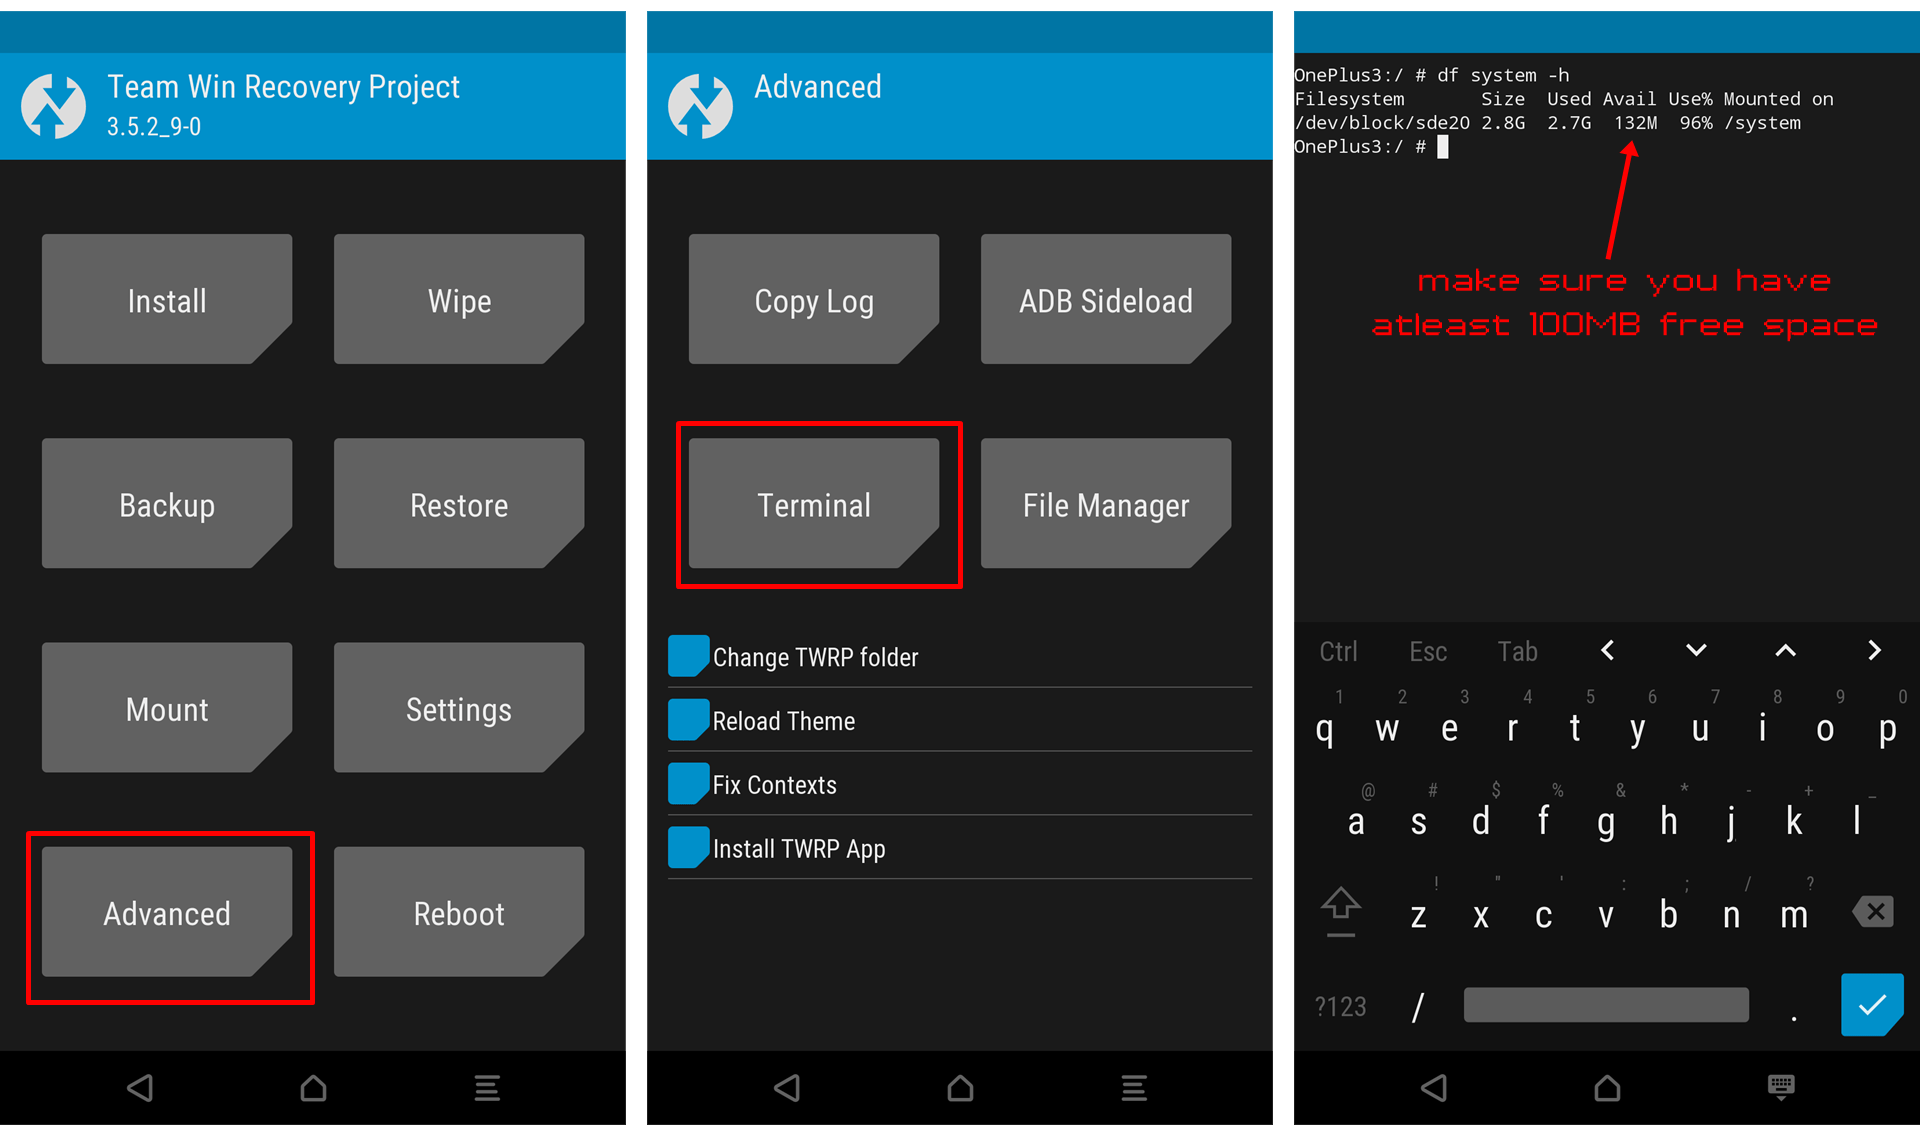 Team Win Recovery Project
3.5.2_9-0
Install
Wipe
Backup
Restore
Mount
Settings
Advanced
Reboot
Advanced
Copy Log
ADB Sideload
Terminal
File Manager
Change TWRP folder
Reload Theme
Fix Contexts
Install TWRP App
OnePlus3:/ # df system -h
Filesystem Size Used Avail Use% Mounted on
/dev/block/sde20 2.8G 2.7G 132M 96% /system
OnePlus3:/ #
make sure you have
atleast 100MB free space
Ctrl Esc Tab
1 2 3 4 5 6 7 8 9 0
q w e r t y u i o p
@ # $ % & * - + _
a s d f g h j k l
! " ' : ; / ?
z x c v b n m
?123 / .